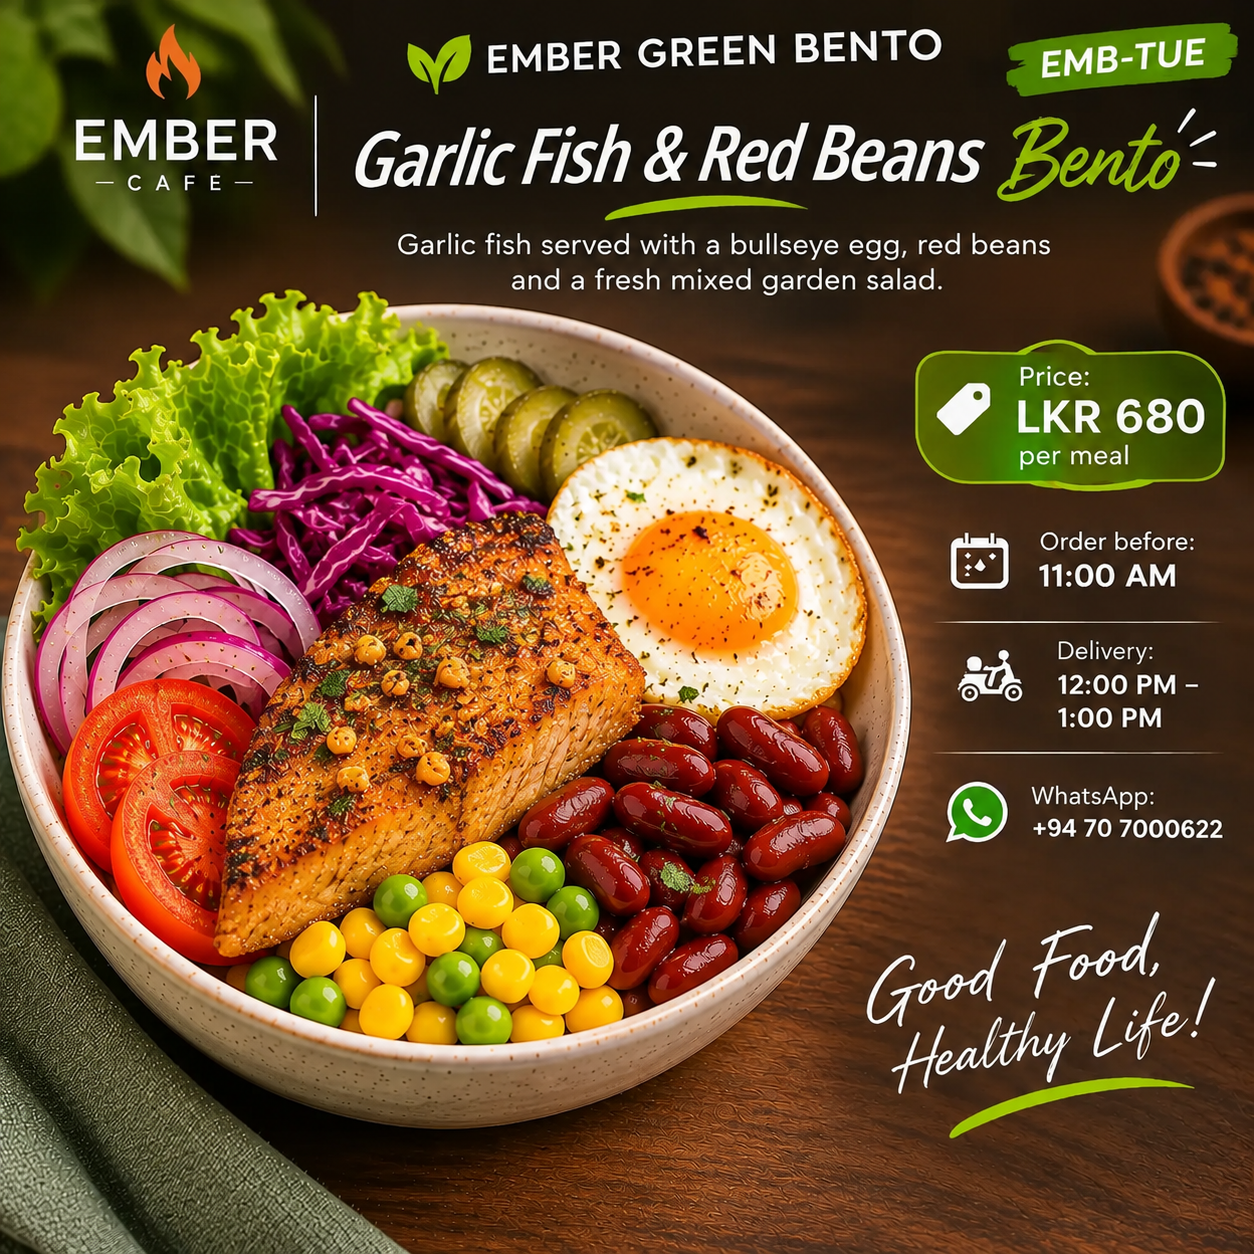 EMBER
CAFE
EMBER GREEN BENTO
EMB-TUE
Garlic Fish & Red Beans Bento
Garlic fish served with a bullseye egg, red beans
and a fresh mixed garden salad.
Price:
LKR 680
per meal
Order before:
11:00 AM
Delivery:
12:00 PM –
1:00 PM
WhatsApp:
+94 70 7000622
Good Food,
Healthy Life!